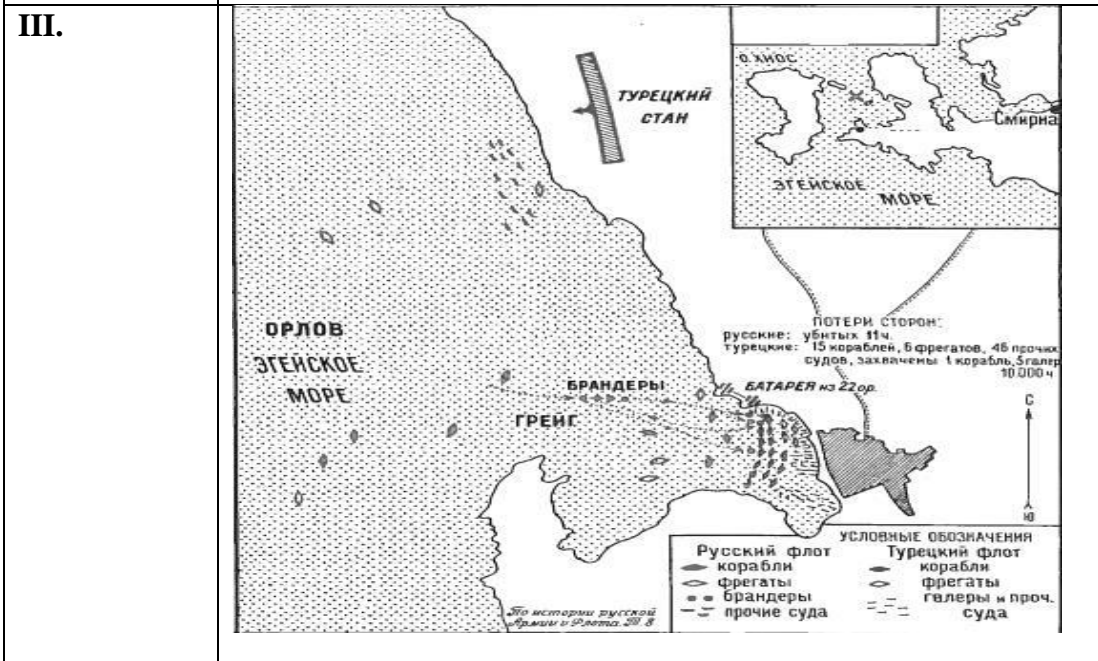 III.
О. ХИОС
Смирна
ЭГЕЙСКОЕ
МОРЕ
ТУРЕЦКИЙ
СТАН
ОРЛОВ
ЭГЕЙСКОЕ
МОРЕ
ПОТЕРИ СТОРОН:
русские: убитых 11 ч.
турецкие: 15 кораблей, 6 фрегатов, 46 прочих
судов, захвачены 1 корабль, 5 галер
10.000 ч
БРАНДЕРЫ
БАТАРЕЯ из 22 ор.
ГРЕЙГ
С
Ю
УСЛОВНЫЕ ОБОЗНАЧЕНИЯ
Русский флот
корабли
фрегаты
брандеры
прочие суда
Турецкий флот
корабли
фрегаты
галеры и проч.
суда
По истории русской
Армии и Флота. Т. 8